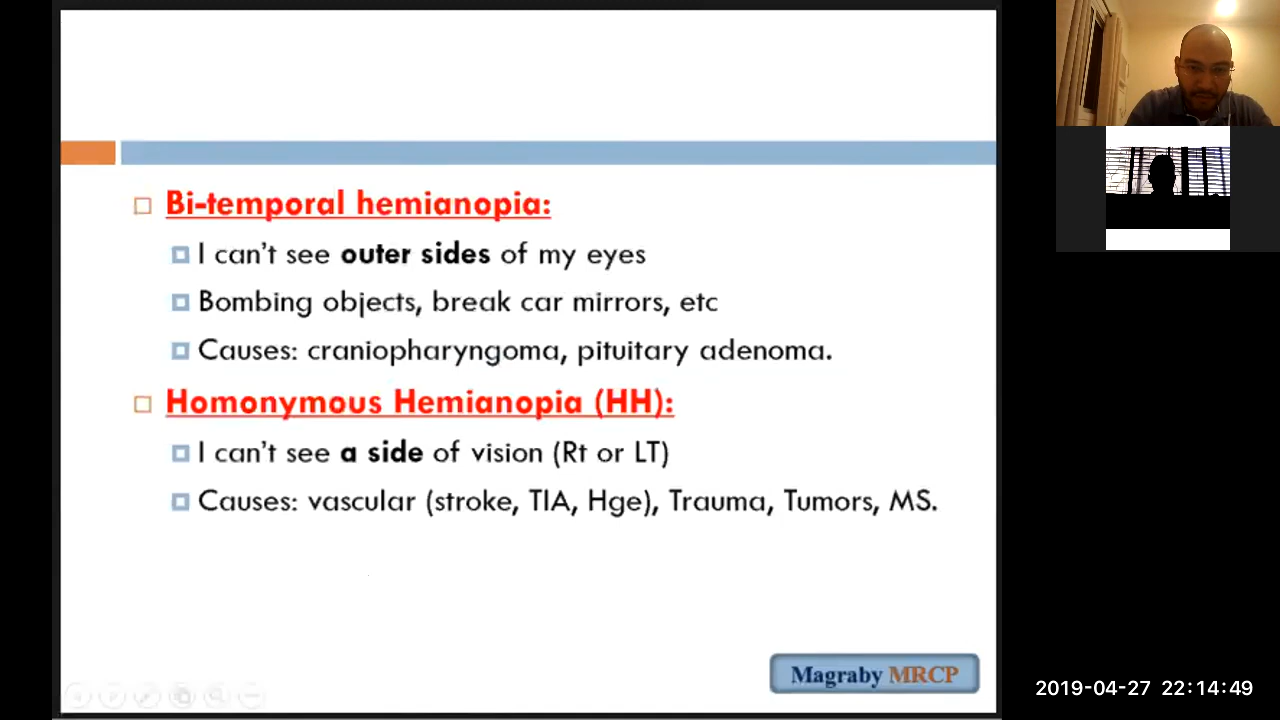 Bi-temporal hemianopia:
I can't see outer sides of my eyes
Bombing objects, break car mirrors, etc
Causes: craniopharyngoma, pituitary adenoma.
Homonymous Hemianopia (HH):
I can't see a side of vision (Rt or LT)
Causes: vascular (stroke, TIA, Hge), Trauma, Tumors, MS.
Magraby MRCP
2019-04-27 22:14:49